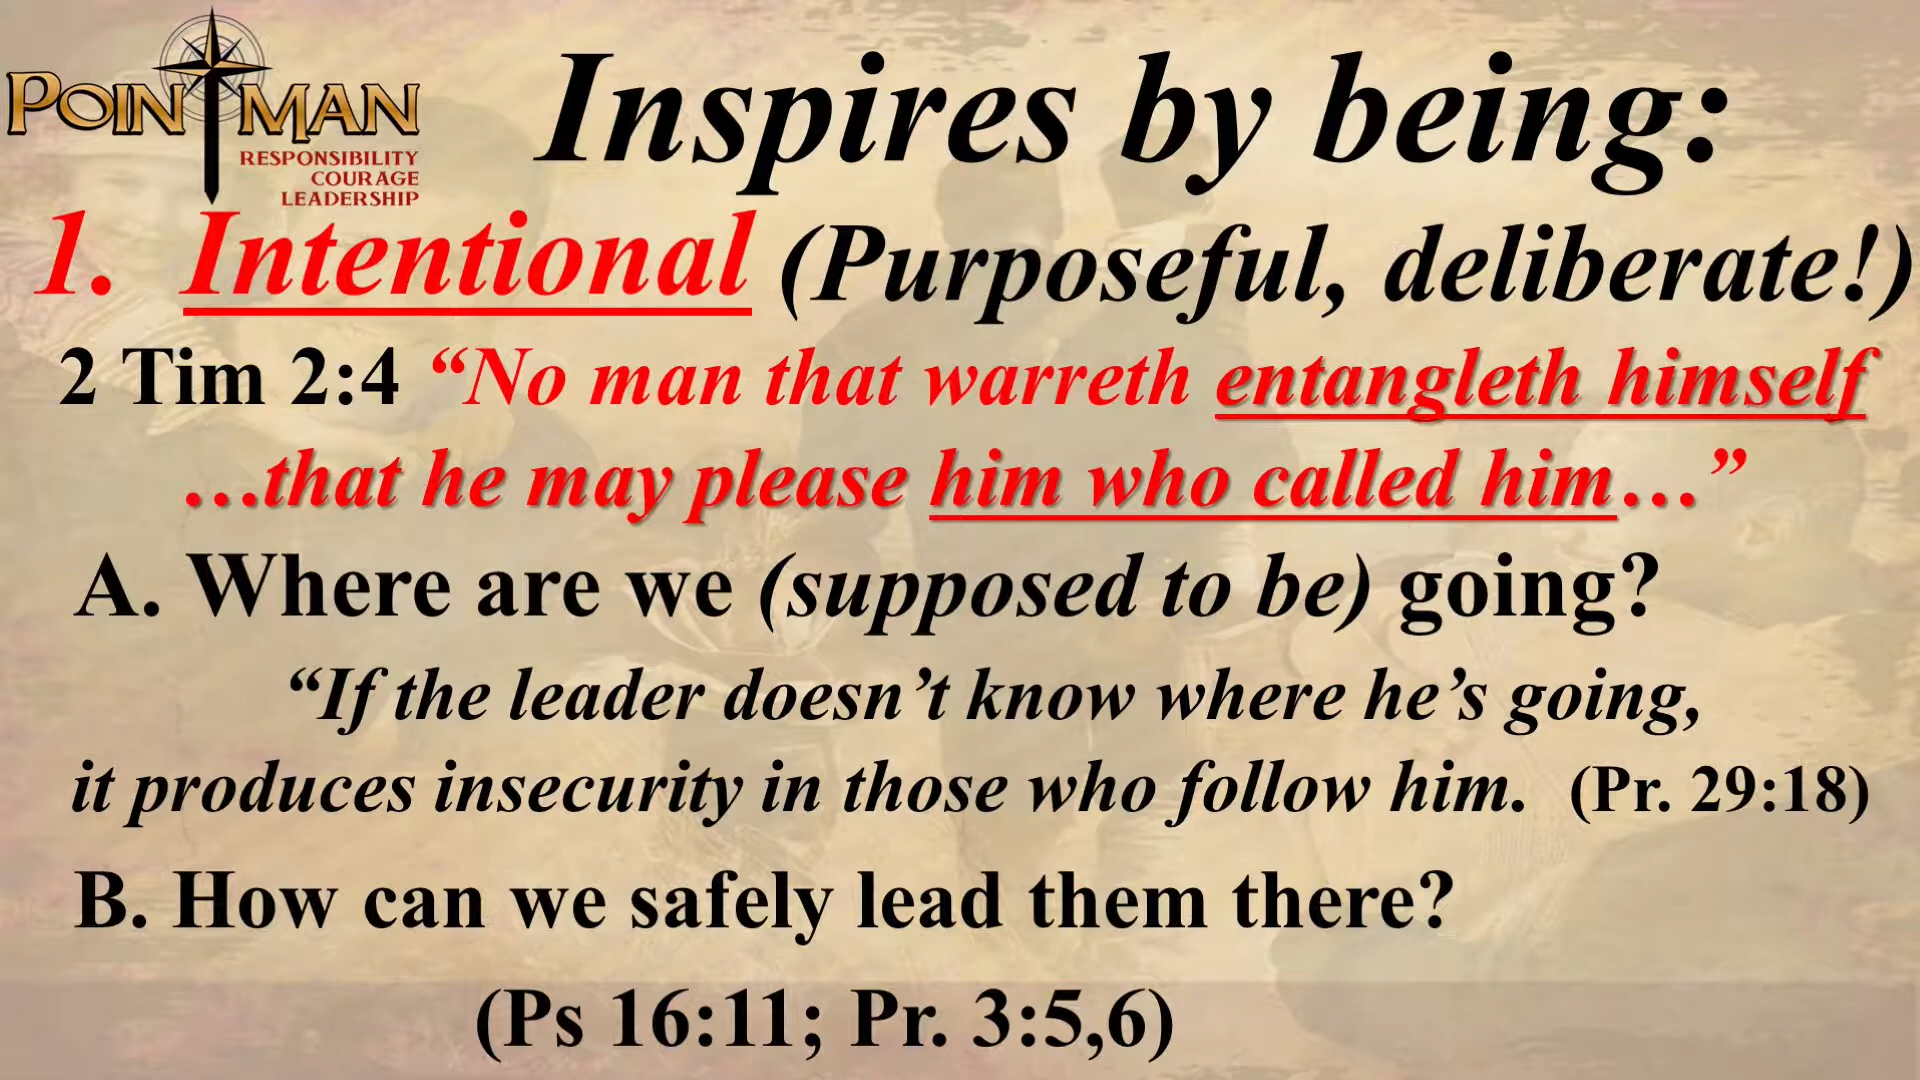 POINTMAN
RESPONSIBILITY
COURAGE
LEADERSHIP
Inspires by being:
1. Intentional (Purposeful, deliberate!)
2 Tim 2:4 “No man that warreth entangleth himself
…that he may please him who called him…”
A. Where are we (supposed to be) going?
“If the leader doesn’t know where he’s going,
it produces insecurity in those who follow him. (Pr. 29:18)
B. How can we safely lead them there?
(Ps 16:11; Pr. 3:5,6)